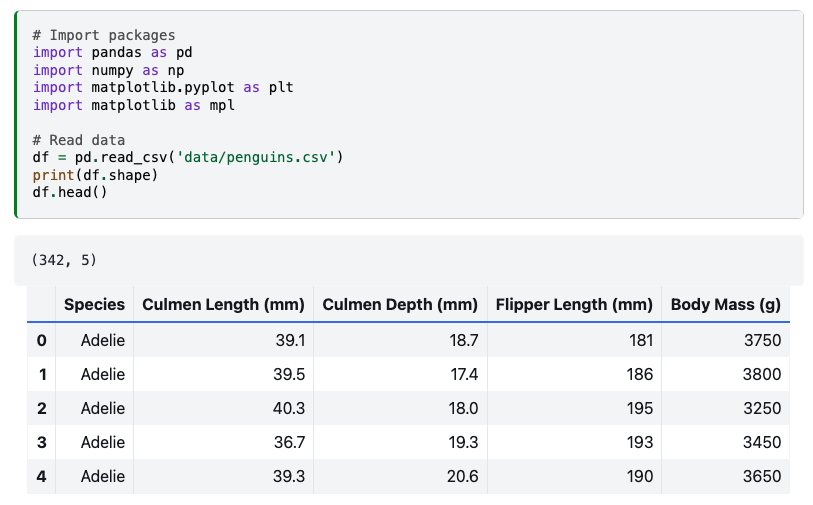 # Import packages
import pandas as pd
import numpy as np
import matplotlib.pyplot as plt
import matplotlib as mpl
# Read data
df = pd.read_csv('data/penguins.csv')
print(df.shape)
df.head()
(342, 5)
Species Culmen Length (mm) Culmen Depth (mm) Flipper Length (mm) Body Mass (g)
0 Adelie 39.1 18.7 181 3750
1 Adelie 39.5 17.4 186 3800
2 Adelie 40.3 18.0 195 3250
3 Adelie 36.7 19.3 193 3450
4 Adelie 39.3 20.6 190 3650